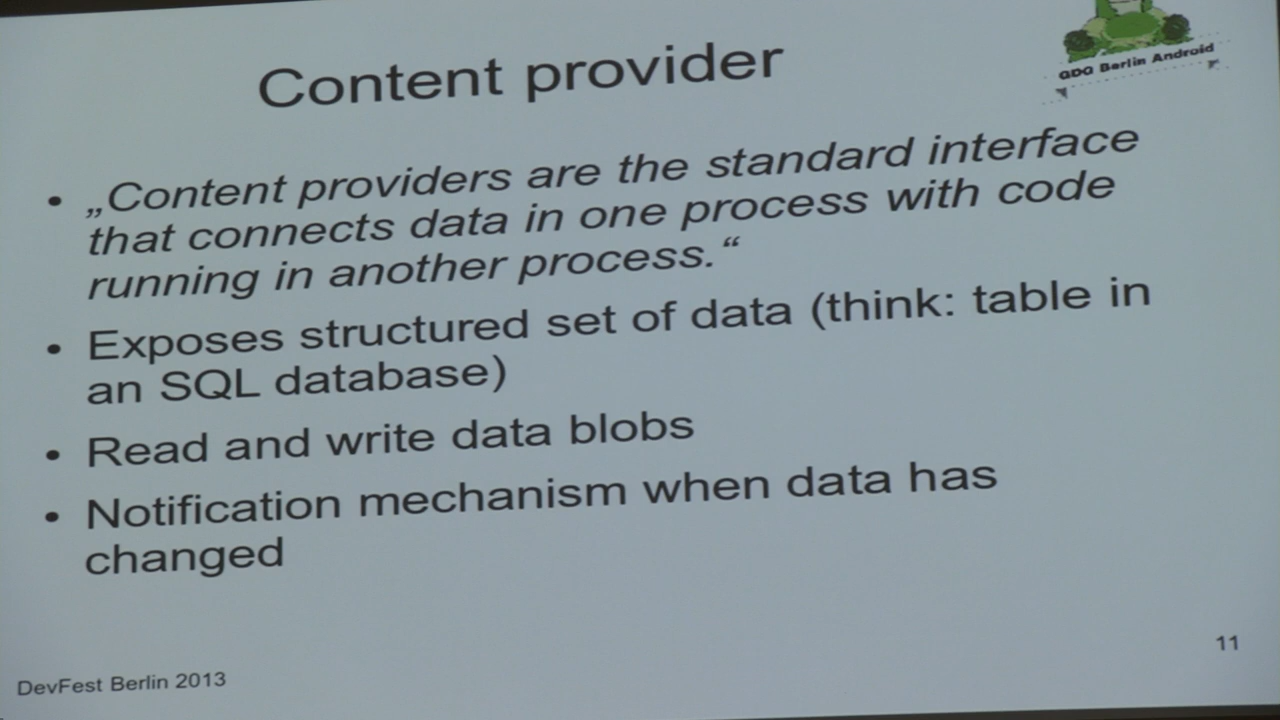 Content provider
GDG Berlin Android
• „Content providers are the standard interface
that connects data in one process with code
running in another process.“
• Exposes structured set of data (think: table in
an SQL database)
• Read and write data blobs
• Notification mechanism when data has
changed
DevFest Berlin 2013
11